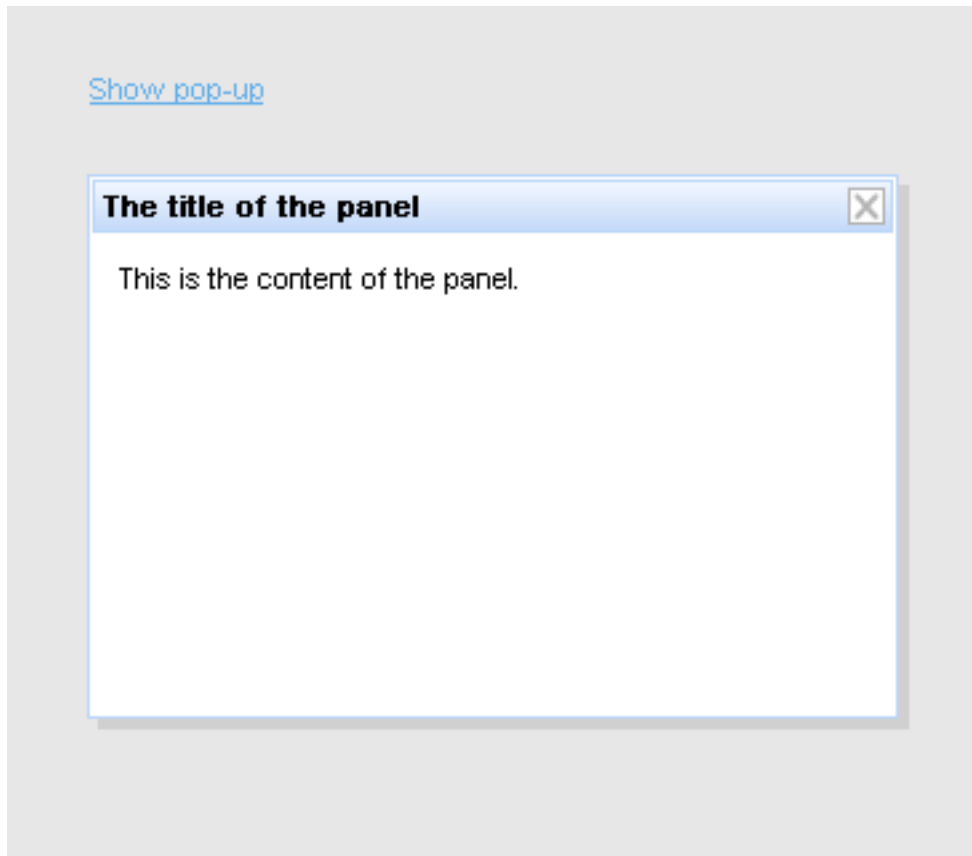 Show pop-up
The title of the panel
This is the content of the panel.